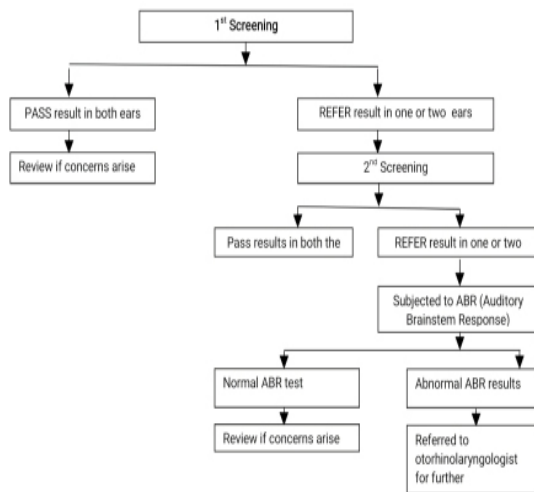 1st Screening
PASS result in both ears
REFER result in one or two ears
Review if concerns arise
2nd Screening
Pass results in both the
REFER result in one or two
Subjected to ABR (Auditory
Brainstem Response)
Normal ABR test
Abnormal ABR results
Review if concerns arise
Referred to
otorhinolaryngologist
for further